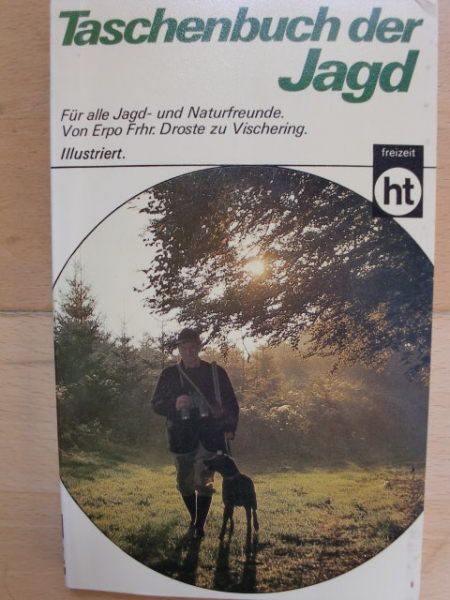 Taschenbuch der
Jagd
Für alle Jagd- und Naturfreunde.
Von Erpo Frhr. Droste zu Vischering.
Illustriert.
freizeit
ht